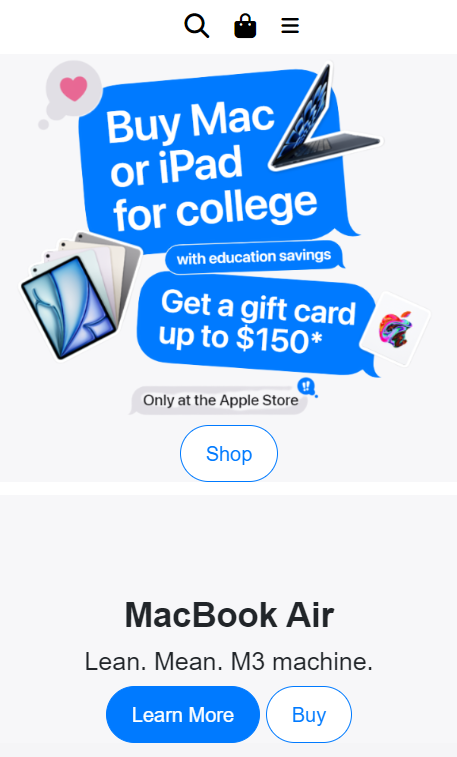 Buy Mac
or iPad
for college
with education savings
Get a gift card
up to $150*
Only at the Apple Store
!!
Shop
MacBook Air
Lean. Mean. M3 machine.
Learn More
Buy